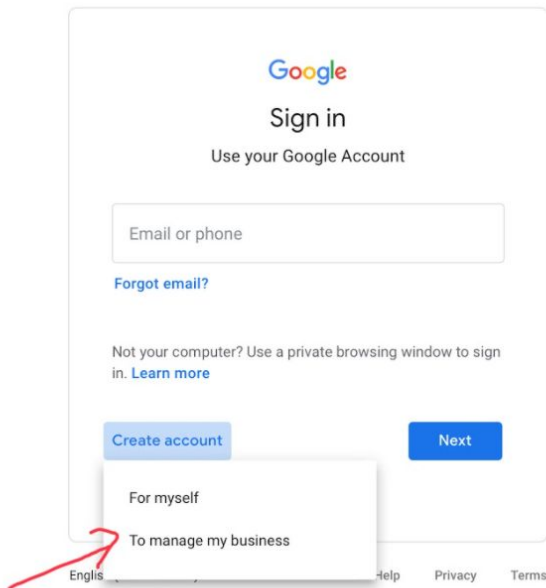 Google
Sign in
Use your Google Account
Email or phone
Forgot email?
Not your computer? Use a private browsing window to sign
in. Learn more
Create account Next
For myself
To manage my business
Help Privacy Terms